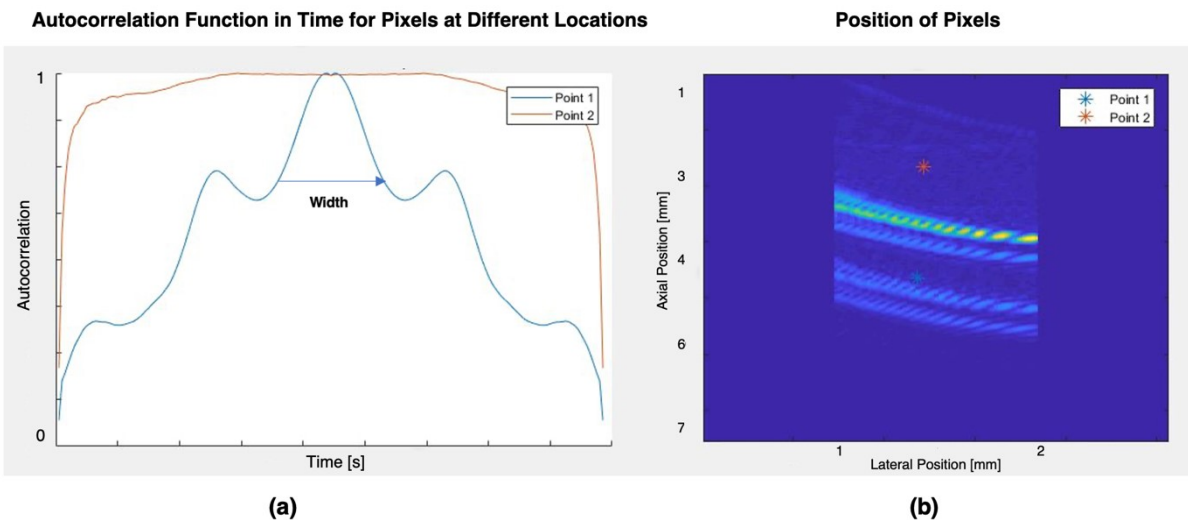 Autocorrelation Function in Time for Pixels at Different Locations
Position of Pixels
1
Point 1
Point 2
Width
Autocorrelation
0
Time [s]
1
Point 1
Point 2
3
Axial Position [mm]
4
6
7
1
2
Lateral Position [mm]
(a)
(b)